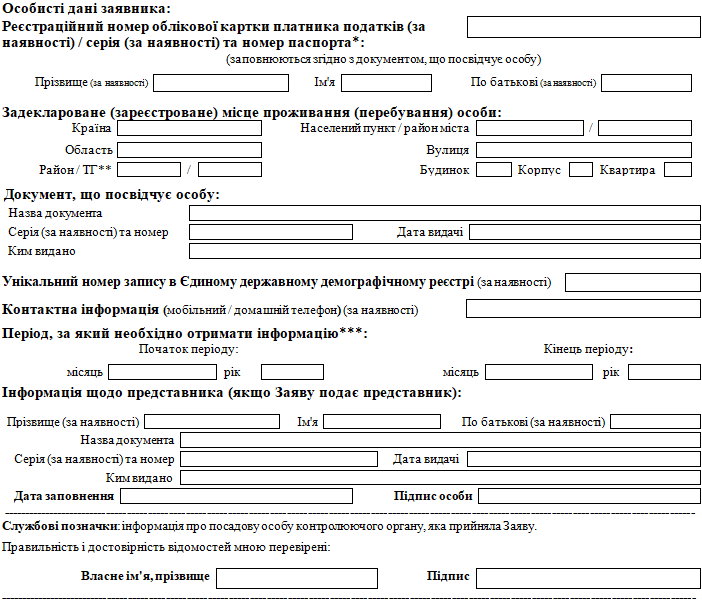 Особисті дані заявника:
Реєстраційний номер облікової картки платника податків (за
наявності) / серія (за наявності) та номер паспорта*:
(заповнюються згідно з документом, що посвідчує особу)
Прізвище (за наявності) Ім'я По батькові (за наявності)
Задеклароване (зареєстроване) місце проживання (перебування) особи:
Країна Населений пункт / район міста /
Область Вулиця
Район / ТГ** / Будинок Корпус Квартира
Документ, що посвідчує особу:
Назва документа
Серія (за наявності) та номер Дата видачі
Ким видано
Унікальний номер запису в Єдиному державному демографічному реєстрі (за наявності)
Контактна інформація (мобільний / домашній телефон) (за наявності)
Період, за який необхідно отримати інформацію***:
Початок періоду: Кінець періоду:
місяць рік місяць рік
Інформація щодо представника (якщо Заяву подає представник):
Прізвище (за наявності) Ім'я По батькові (за наявності)
Назва документа
Серія (за наявності) та номер Дата видачі
Ким видано
Дата заповнення Підпис особи
Службові позначки: інформація про посадову особу контролюючого органу, яка прийняла Заяву.
Правильність і достовірність відомостей мною перевірені:
Власне ім'я, прізвище Підпис